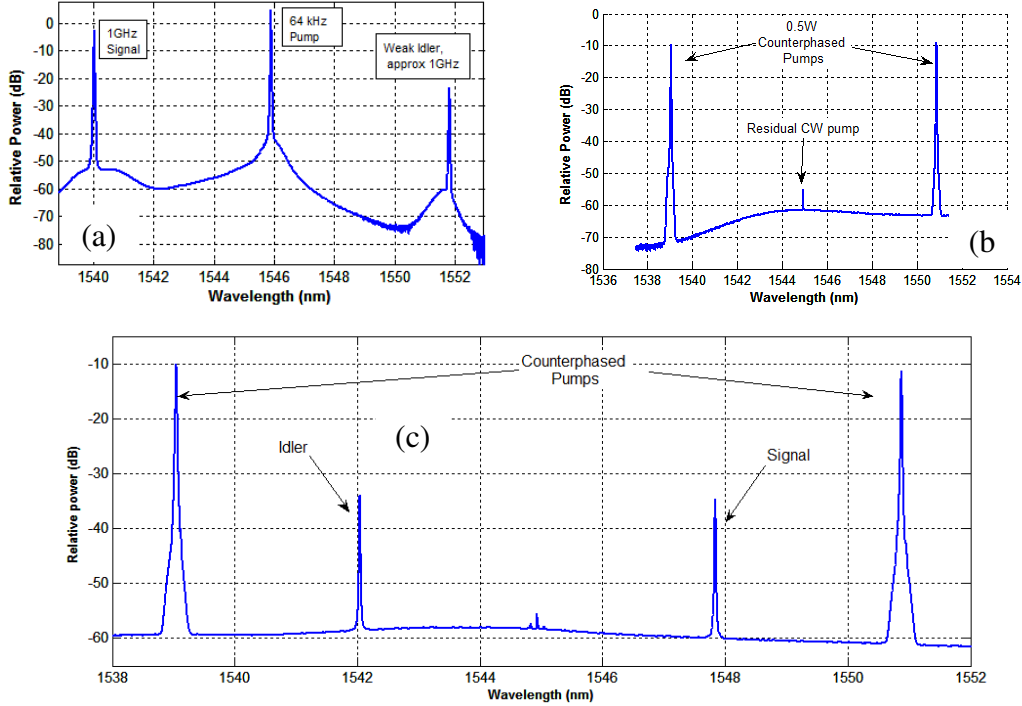 1GHz
Signal
64 kHz
Pump
Weak Idler,
approx 1GHz
0
-10
-20
-30
-40
-50
-60
-70
-80
Relative Power (dB)
(a)
1540
1542
1544
1546
1548
1550
1552
Wavelength (nm)
0.5W
Counterphased
Pumps
Residual CW pump
0
-10
-20
-30
-40
-50
-60
-70
-80
Relative Power (dB)
(b)
1536
1538
1540
1542
1544
1546
1548
1550
1552
1554
Wavelength (nm)
Counterphased
Pumps
(c)
Idler
Signal
-10
-20
-30
-40
-50
-60
Relative power (dB)
1538
1540
1542
1544
1546
1548
1550
1552
Wavelength (nm)